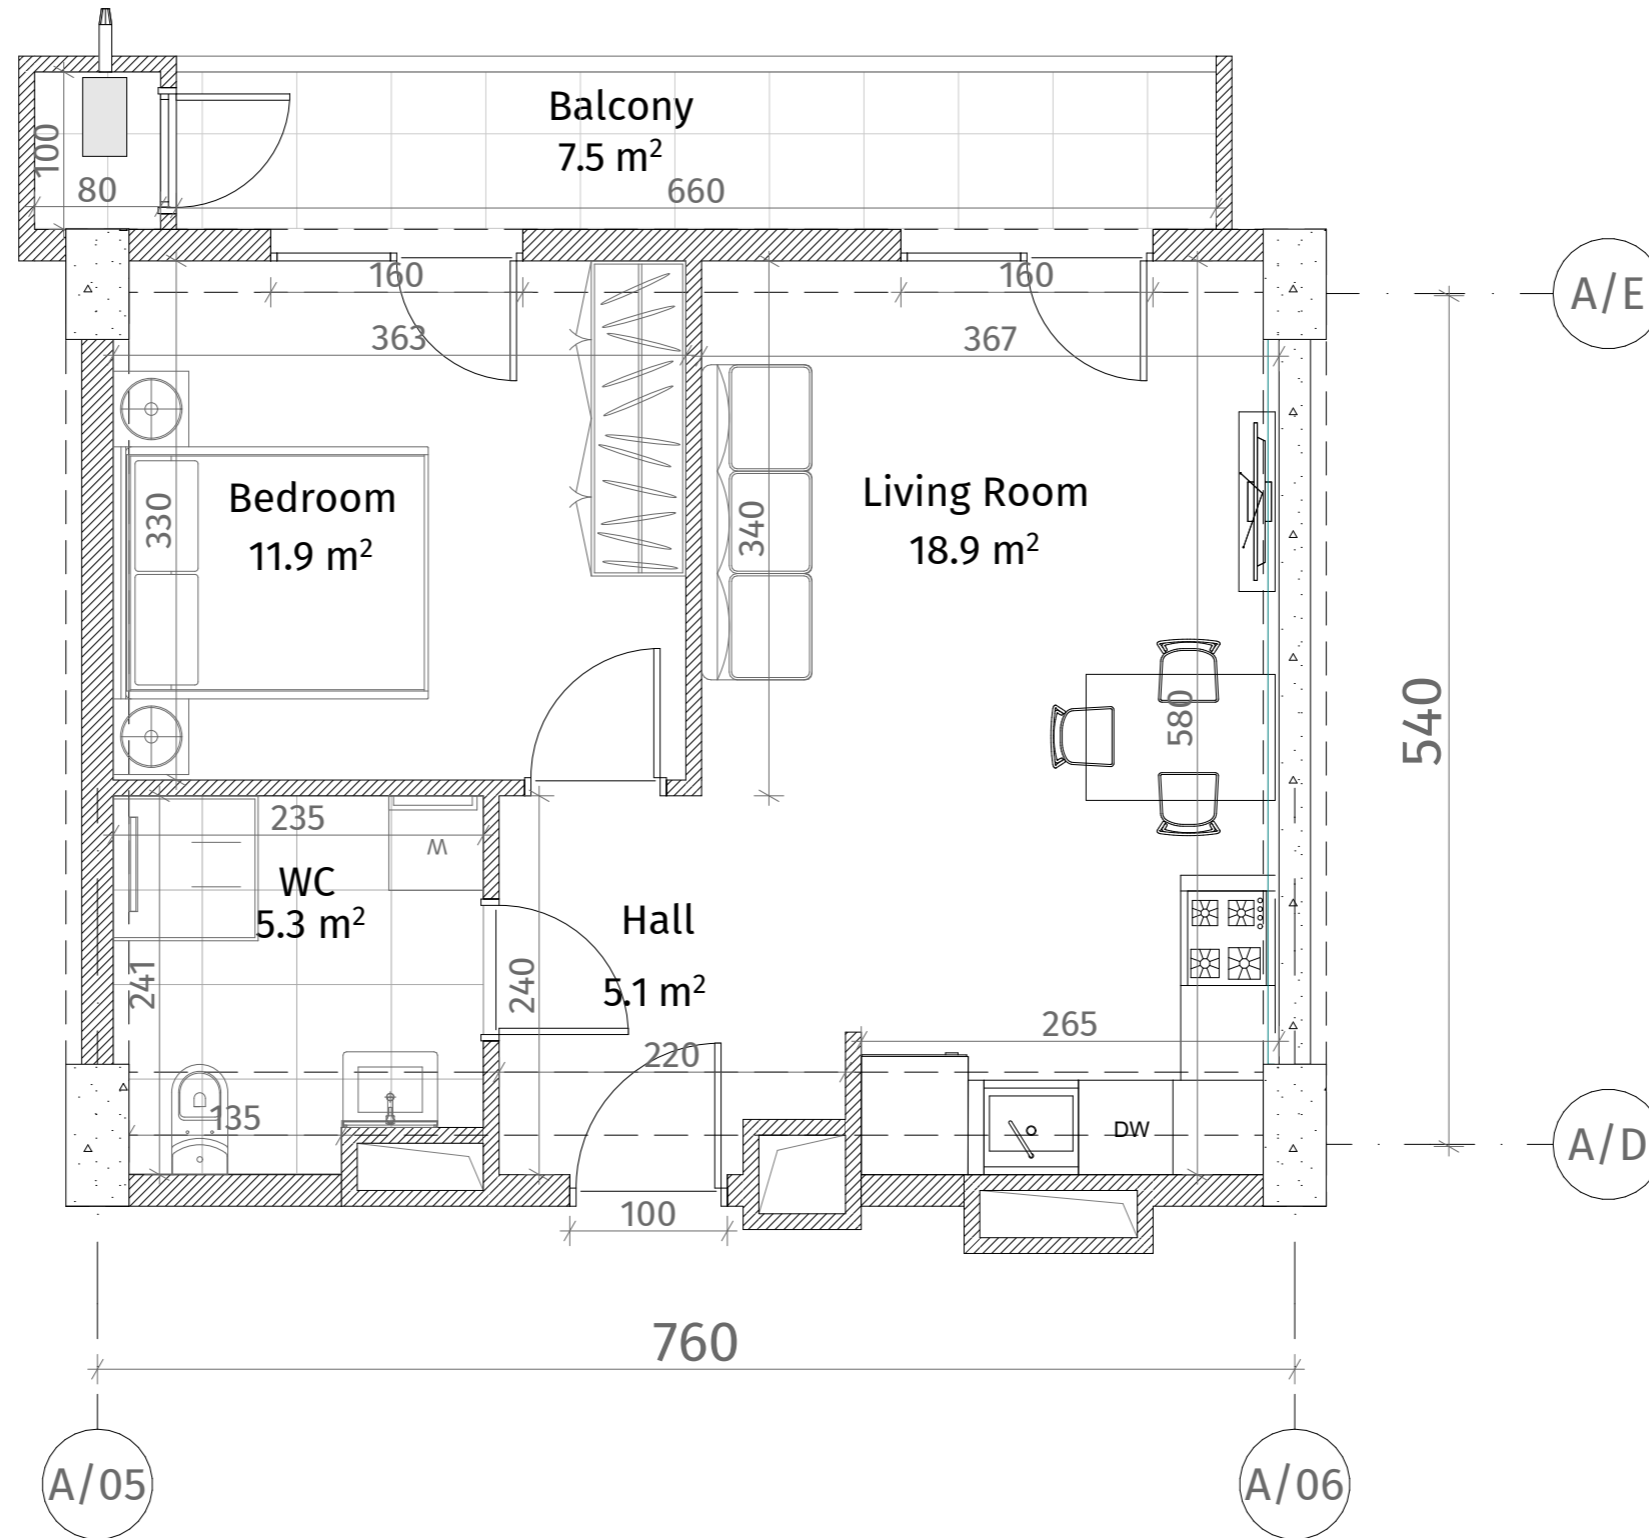 Balcony
7.5 m²
100
80
660
160
160
A/E
363
367
Bedroom
11.9 m²
330
340
Living Room
18.9 m²
580
540
235
W
WC
5.3 m²
Hall
5.1 m²
241
240
265
220
135
DW
A/D
100
760
A/05
A/06